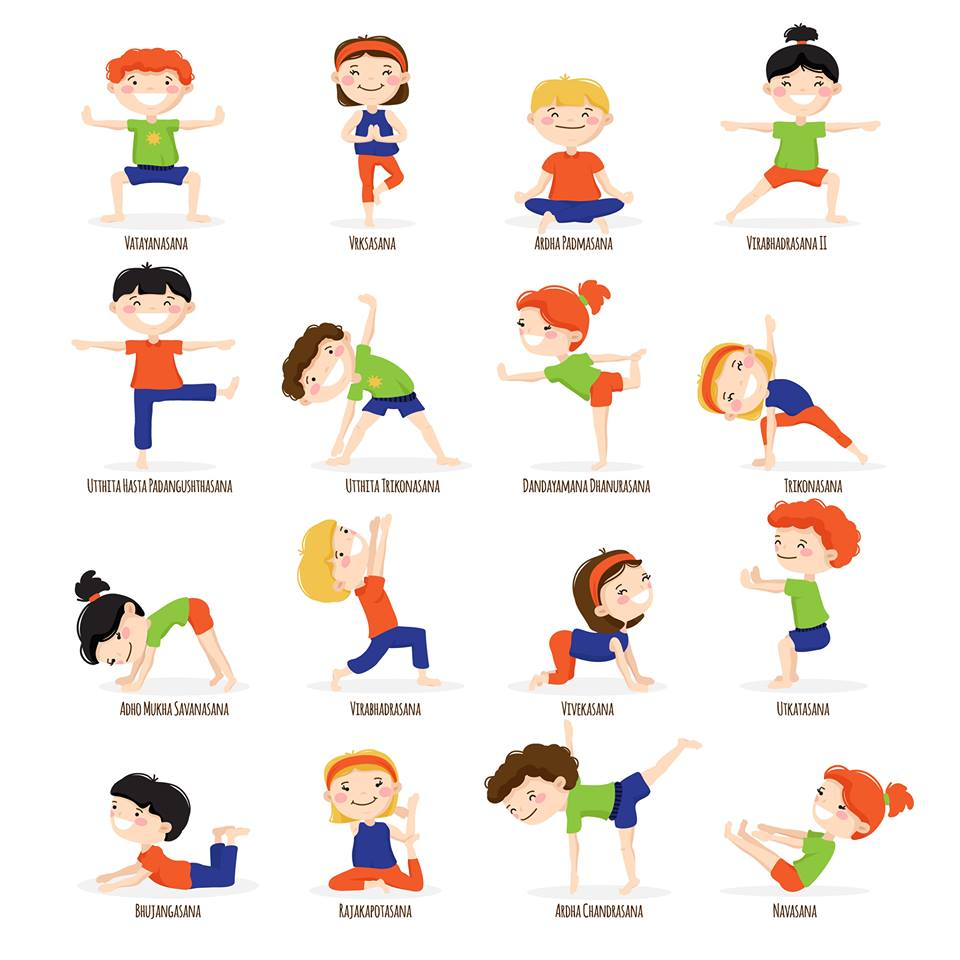 Vatayanasana
Vrksasana
Ardha Padmasana
Virabhadrasana II
Utthita Hasta Padangushthasana
Utthita Trikonasana
Dandayamana Dhanurasana
Trikonasana
Adho Mukha Savanasana
Virabhadrasana
Vivekasana
Utkatasana
Bhujangasana
Rajakapotasana
Ardha Chandrasana
Navasana